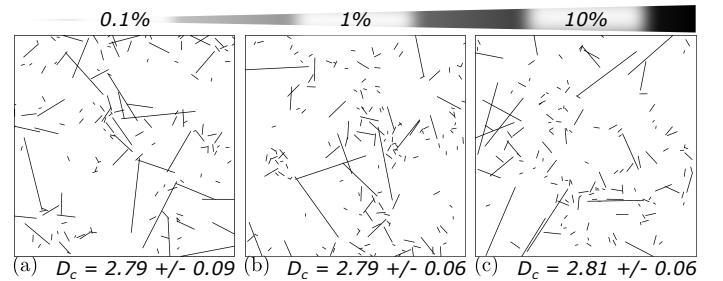 0.1% 1% 10%
(a) D_c = 2.79 +/- 0.09 (b) D_c = 2.79 +/- 0.06 (c) D_c = 2.81 +/- 0.06